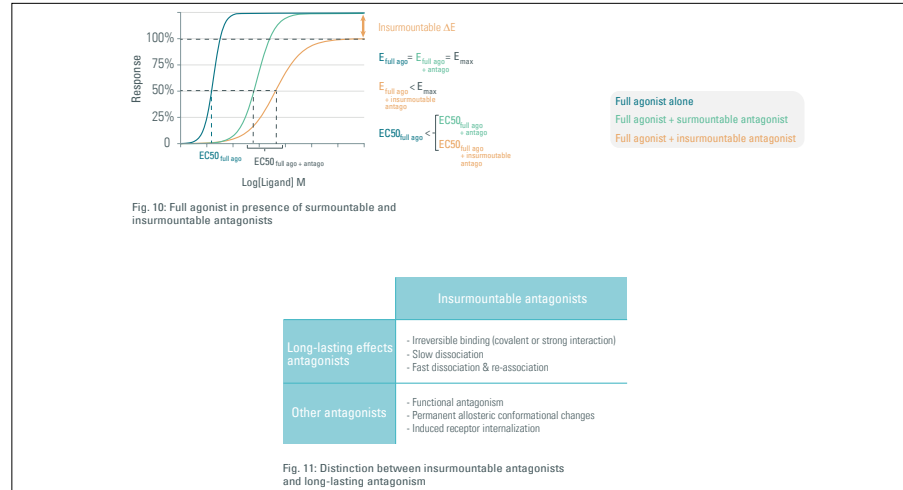 Insurmountable ΔE
100%
75%
50%
25%
0
Response
EC50 full ago
EC50 full ago + antago
Log[Ligand] M
E full ago = E full ago + antago = E max
E full ago + insurmoutable antago < E max
EC50 full ago <
EC50 full ago + antago
EC50 full ago + insurmoutable antago
Full agonist alone
Full agonist + surmountable antagonist
Full agonist + insurmountable antagonist
Fig. 10: Full agonist in presence of surmountable and
insurmountable antagonists
Insurmountable antagonists
Long-lasting effects
antagonists
- Irreversible binding (covalent or strong interaction)
- Slow dissociation
- Fast dissociation & re-association
Other antagonists
- Functional antagonism
- Permanent allosteric conformational changes
- Induced receptor internalization
Fig. 11: Distinction between insurmountable antagonists
and long-lasting antagonism